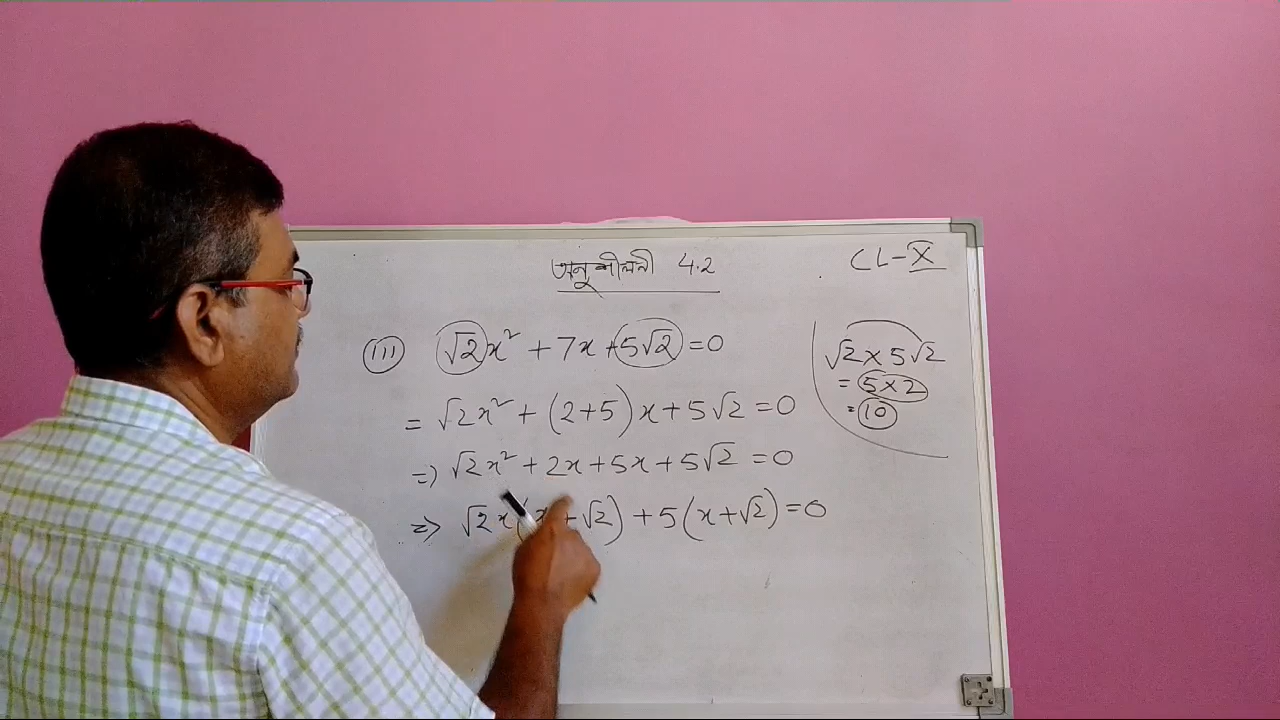 অনুশীলনী 4.2
CL-X
(iii) √2x² + 7x + 5√2 = 0
= √2x² + (2+5)x + 5√2 = 0
=) √2x² + 2x + 5x + 5√2 = 0
=> √2x(x+√2) + 5(x+√2) = 0
√2 × 5√2
= 5×2
= 10